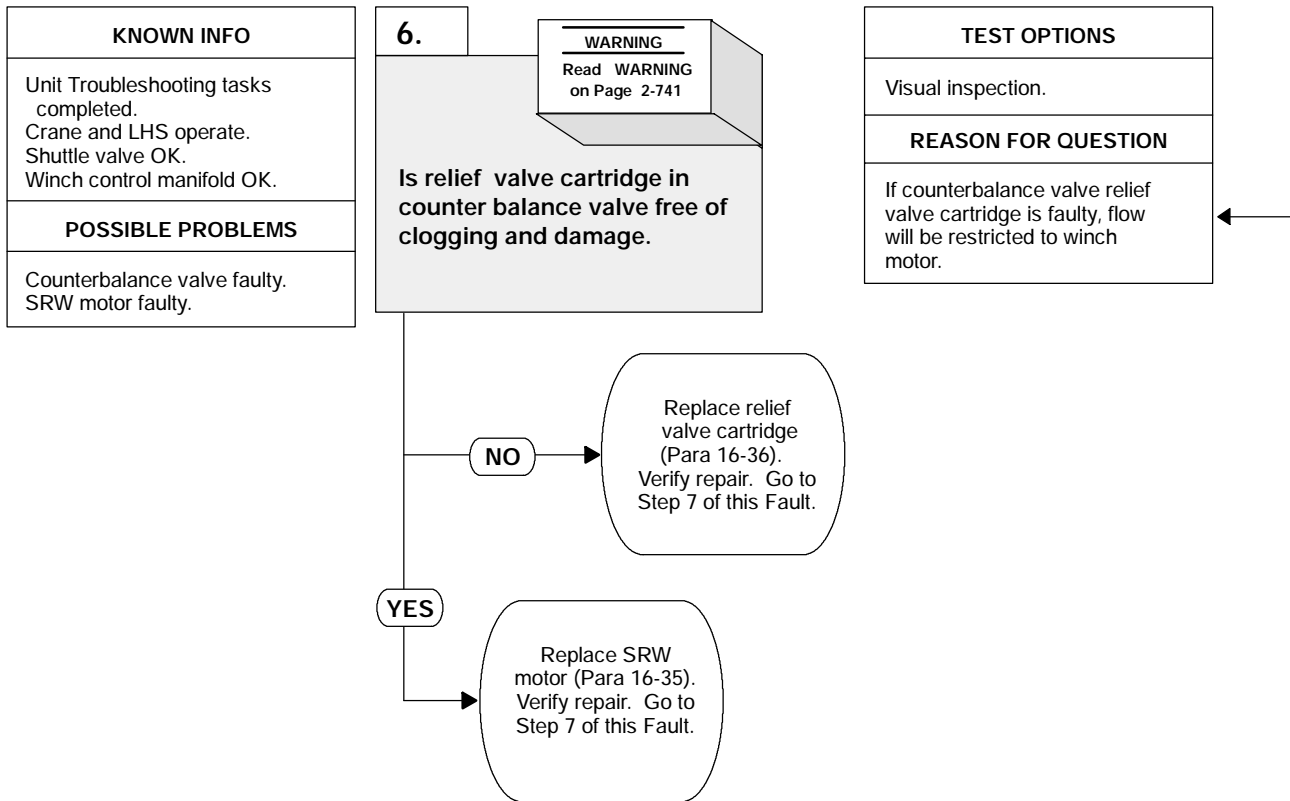 KNOWN INFO
Unit Troubleshooting tasks
completed.
Crane and LHS operate.
Shuttle valve OK.
Winch control manifold OK.
POSSIBLE PROBLEMS
Counterbalance valve faulty.
SRW motor faulty.
6.
WARNING
Read WARNING
on Page 2-741
Is relief valve cartridge in
counter balance valve free of
clogging and damage.
TEST OPTIONS
Visual inspection.
REASON FOR QUESTION
If counterbalance valve relief
valve cartridge is faulty, flow
will be restricted to winch
motor.
NO
Replace relief
valve cartridge
(Para 16-36).
Verify repair. Go to
Step 7 of this Fault.
YES
Replace SRW
motor (Para 16-35).
Verify repair. Go to
Step 7 of this Fault.